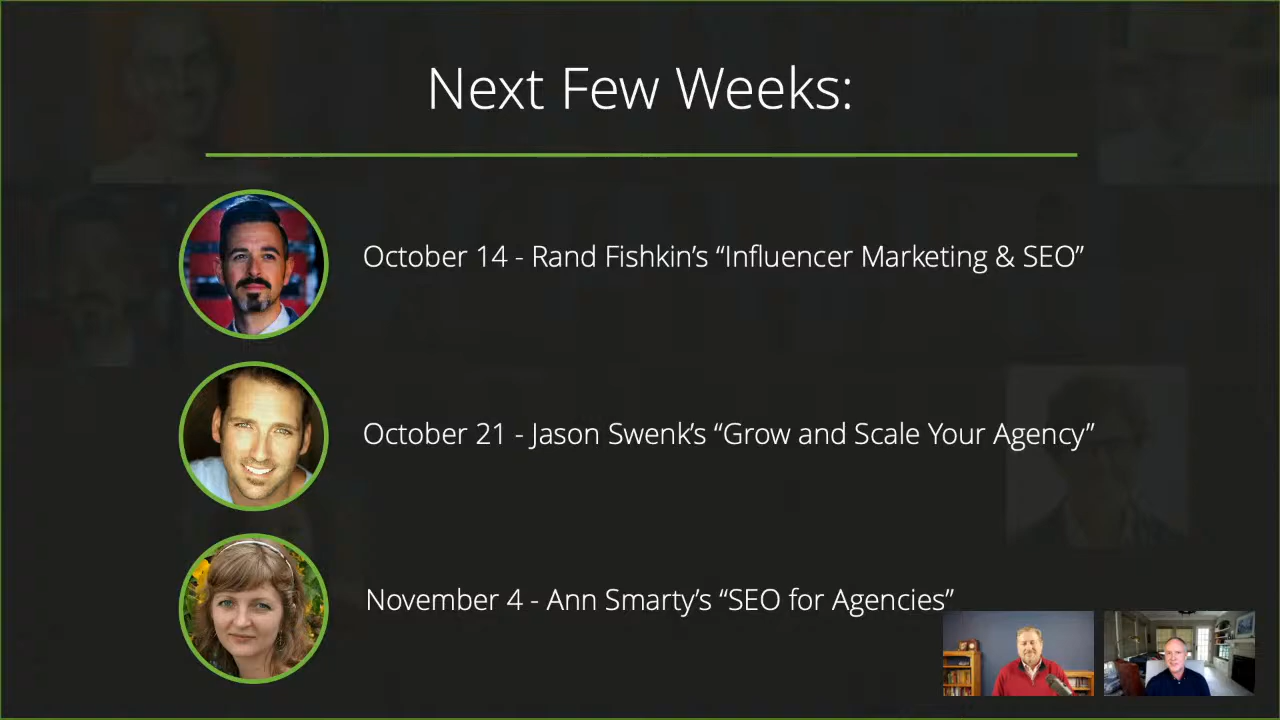 Next Few Weeks:
October 14 - Rand Fishkin’s “Influencer Marketing & SEO”
October 21 - Jason Swenk’s “Grow and Scale Your Agency”
November 4 - Ann Smarty’s “SEO for Agencies”